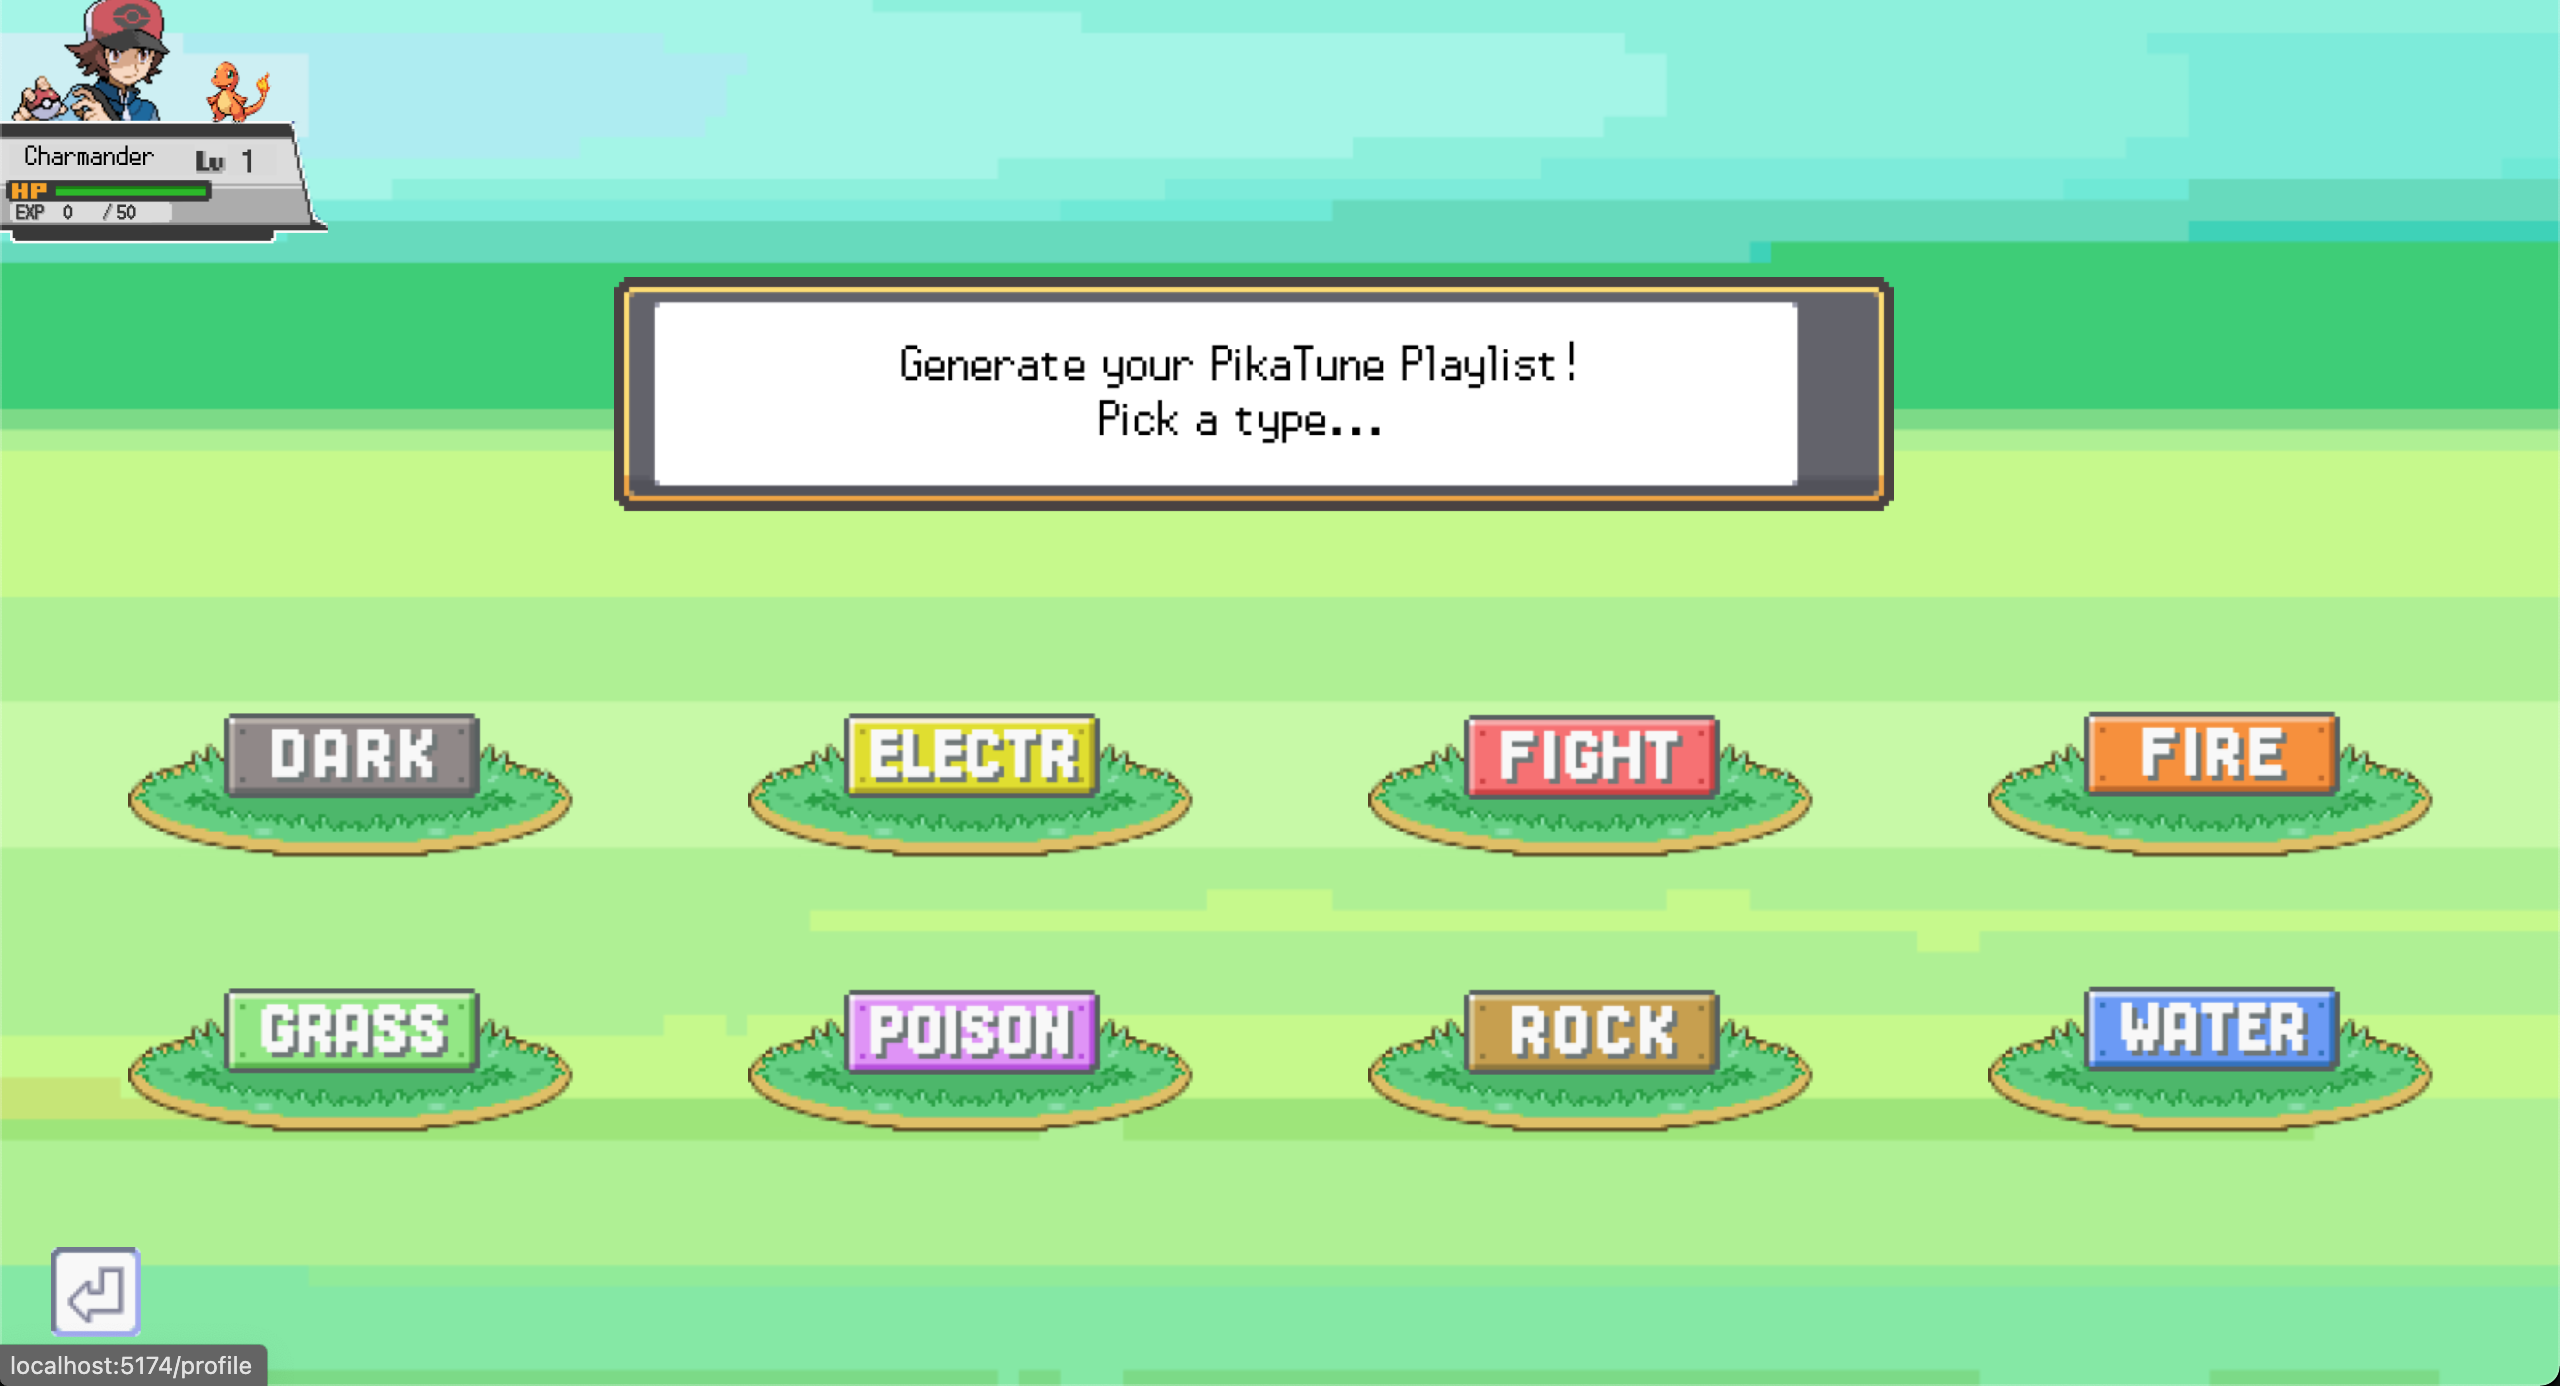 Charmander Lv 1
HP
EXP 0 /50
Generate your PikaTune Playlist!
Pick a type...
DARK
ELECTR
FIGHT
FIRE
GRASS
POISON
ROCK
WATER
localhost:5174/profile